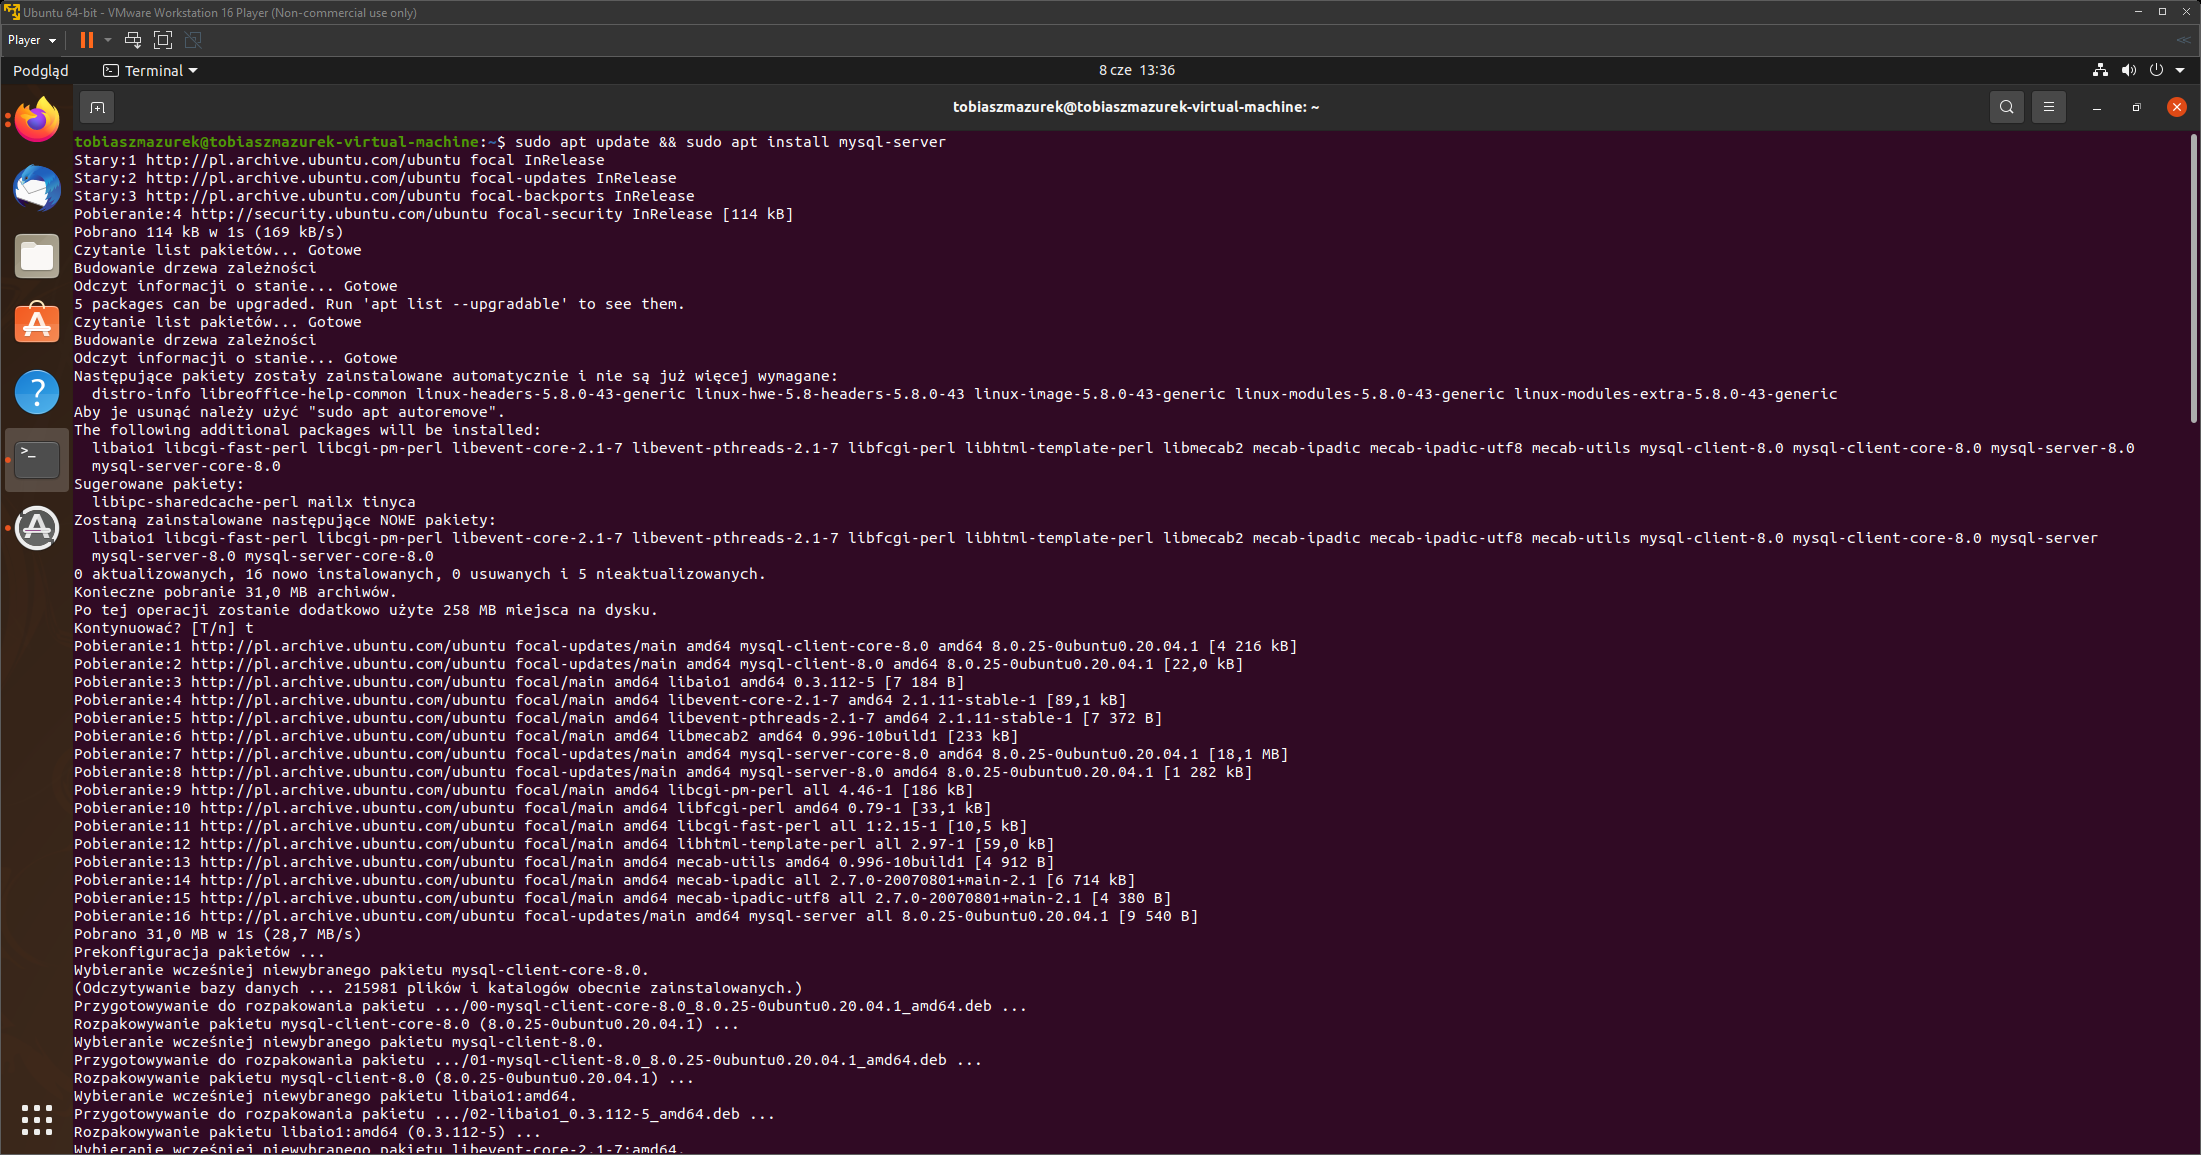 Ubuntu 64-bit - VMware Workstation 16 Player (Non-commercial use only)
Player
Podgląd Terminal 8 cze 13:36
tobiaszmazurek@tobiaszmazurek-virtual-machine: ~
tobiaszmazurek@tobiaszmazurek-virtual-machine:~$ sudo apt update && sudo apt install mysql-server
Stary:1 http://pl.archive.ubuntu.com/ubuntu focal InRelease
Stary:2 http://pl.archive.ubuntu.com/ubuntu focal-updates InRelease
Stary:3 http://pl.archive.ubuntu.com/ubuntu focal-backports InRelease
Pobieranie:4 http://security.ubuntu.com/ubuntu focal-security InRelease [114 kB]
Pobrano 114 kB w 1s (169 kB/s)
Czytanie list pakietów... Gotowe
Budowanie drzewa zależności
Odczyt informacji o stanie... Gotowe
5 packages can be upgraded. Run 'apt list --upgradable' to see them.
Czytanie list pakietów... Gotowe
Budowanie drzewa zależności
Odczyt informacji o stanie... Gotowe
Następujące pakiety zostały zainstalowane automatycznie i nie są już więcej wymagane:
  distro-info libreoffice-help-common linux-headers-5.8.0-43-generic linux-hwe-5.8-headers-5.8.0-43 linux-image-5.8.0-43-generic linux-modules-5.8.0-43-generic linux-modules-extra-5.8.0-43-generic
Aby je usunąć należy użyć "sudo apt autoremove".
The following additional packages will be installed:
  libaio1 libcgi-fast-perl libcgi-pm-perl libevent-core-2.1-7 libevent-pthreads-2.1-7 libfcgi-perl libhtml-template-perl libmecab2 mecab-ipadic mecab-ipadic-utf8 mecab-utils mysql-client-8.0 mysql-client-core-8.0 mysql-server-8.0
  mysql-server-core-8.0
Sugerowane pakiety:
  libipc-sharedcache-perl mailx tinyca
Zostaną zainstalowane następujące NOWE pakiety:
  libaio1 libcgi-fast-perl libcgi-pm-perl libevent-core-2.1-7 libevent-pthreads-2.1-7 libfcgi-perl libhtml-template-perl libmecab2 mecab-ipadic mecab-ipadic-utf8 mecab-utils mysql-client-8.0 mysql-client-core-8.0 mysql-server
  mysql-server-8.0 mysql-server-core-8.0
0 aktualizowanych, 16 nowo instalowanych, 0 usuwanych i 5 nieaktualizowanych.
Konieczne pobranie 31,0 MB archiwów.
Po tej operacji zostanie dodatkowo użyte 258 MB miejsca na dysku.
Kontynuować? [T/n] t
Pobieranie:1 http://pl.archive.ubuntu.com/ubuntu focal-updates/main amd64 mysql-client-core-8.0 amd64 8.0.25-0ubuntu0.20.04.1 [4 216 kB]
Pobieranie:2 http://pl.archive.ubuntu.com/ubuntu focal-updates/main amd64 mysql-client-8.0 amd64 8.0.25-0ubuntu0.20.04.1 [22,0 kB]
Pobieranie:3 http://pl.archive.ubuntu.com/ubuntu focal/main amd64 libaio1 amd64 0.3.112-5 [7 184 B]
Pobieranie:4 http://pl.archive.ubuntu.com/ubuntu focal/main amd64 libevent-core-2.1-7 amd64 2.1.11-stable-1 [89,1 kB]
Pobieranie:5 http://pl.archive.ubuntu.com/ubuntu focal/main amd64 libevent-pthreads-2.1-7 amd64 2.1.11-stable-1 [7 372 B]
Pobieranie:6 http://pl.archive.ubuntu.com/ubuntu focal/main amd64 libmecab2 amd64 0.996-10build1 [233 kB]
Pobieranie:7 http://pl.archive.ubuntu.com/ubuntu focal-updates/main amd64 mysql-server-core-8.0 amd64 8.0.25-0ubuntu0.20.04.1 [18,1 MB]
Pobieranie:8 http://pl.archive.ubuntu.com/ubuntu focal-updates/main amd64 mysql-server-8.0 amd64 8.0.25-0ubuntu0.20.04.1 [1 282 kB]
Pobieranie:9 http://pl.archive.ubuntu.com/ubuntu focal/main amd64 libcgi-pm-perl all 4.46-1 [186 kB]
Pobieranie:10 http://pl.archive.ubuntu.com/ubuntu focal/main amd64 libfcgi-perl amd64 0.79-1 [33,1 kB]
Pobieranie:11 http://pl.archive.ubuntu.com/ubuntu focal/main amd64 libcgi-fast-perl all 1:2.15-1 [10,5 kB]
Pobieranie:12 http://pl.archive.ubuntu.com/ubuntu focal/main amd64 libhtml-template-perl all 2.97-1 [59,0 kB]
Pobieranie:13 http://pl.archive.ubuntu.com/ubuntu focal/main amd64 mecab-utils amd64 0.996-10build1 [4 912 B]
Pobieranie:14 http://pl.archive.ubuntu.com/ubuntu focal/main amd64 mecab-ipadic all 2.7.0-20070801+main-2.1 [6 714 kB]
Pobieranie:15 http://pl.archive.ubuntu.com/ubuntu focal/main amd64 mecab-ipadic-utf8 all 2.7.0-20070801+main-2.1 [4 380 B]
Pobieranie:16 http://pl.archive.ubuntu.com/ubuntu focal-updates/main amd64 mysql-server all 8.0.25-0ubuntu0.20.04.1 [9 540 B]
Pobrano 31,0 MB w 1s (28,7 MB/s)
Prekonfiguracja pakietów ...
Wybieranie wcześniej niewybranego pakietu mysql-client-core-8.0.
(Odczytywanie bazy danych ... 215981 plików i katalogów obecnie zainstalowanych.)
Przygotowywanie do rozpakowania pakietu .../00-mysql-client-core-8.0_8.0.25-0ubuntu0.20.04.1_amd64.deb ...
Rozpakowywanie pakietu mysql-client-core-8.0 (8.0.25-0ubuntu0.20.04.1) ...
Wybieranie wcześniej niewybranego pakietu mysql-client-8.0.
Przygotowywanie do rozpakowania pakietu .../01-mysql-client-8.0_8.0.25-0ubuntu0.20.04.1_amd64.deb ...
Rozpakowywanie pakietu mysql-client-8.0 (8.0.25-0ubuntu0.20.04.1) ...
Wybieranie wcześniej niewybranego pakietu libaio1:amd64.
Przygotowywanie do rozpakowania pakietu .../02-libaio1_0.3.112-5_amd64.deb ...
Rozpakowywanie pakietu libaio1:amd64 (0.3.112-5) ...
Wybieranie wcześniej niewybranego pakietu libevent-core-2.1-7:amd64.